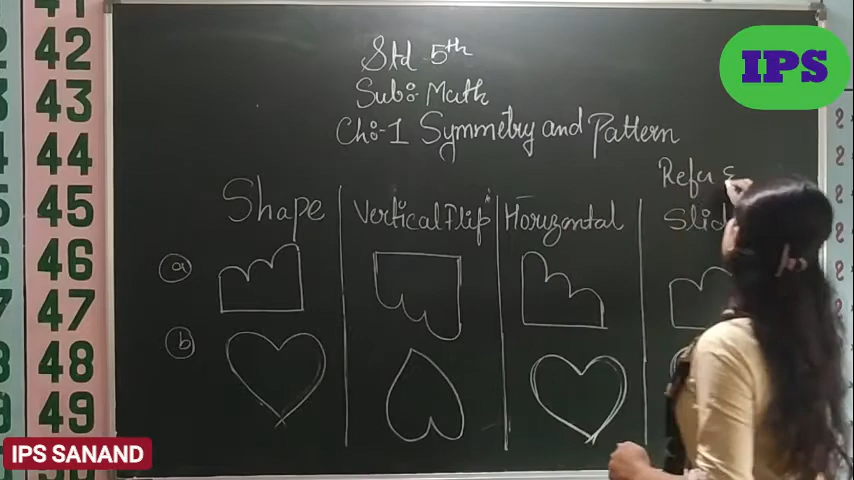 IPS
Std 5th
Sub:- Math
Ch:-1 Symmetry and Pattern
Shape
Vertical Flip
Horizontal
Slid
a
b
42
43
44
45
46
47
48
49
IPS SANAND